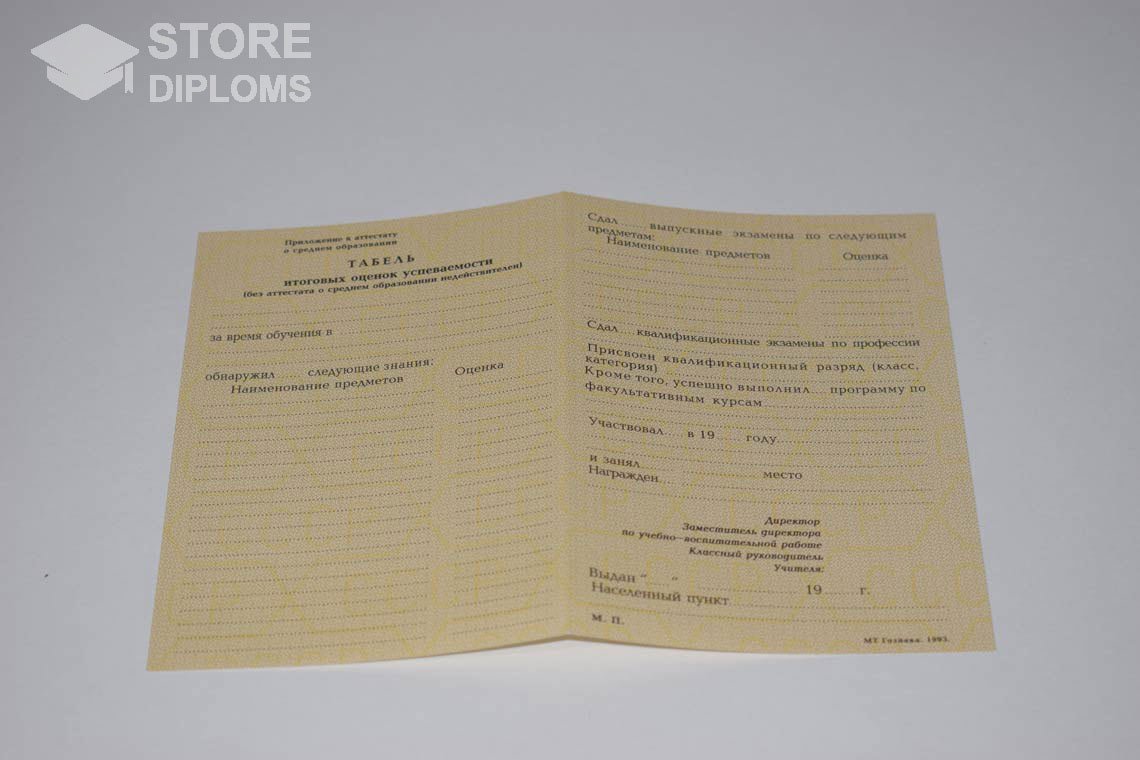 STORE
DIPLOMS
Приложение к аттестату
о среднем образовании
ТАБЕЛЬ
итоговых оценок успеваемости
(без аттестата о среднем образовании недействителен)
за время обучения в
обнаружил следующие знания:
Наименование предметов Оценка
Сдал выпускные экзамены по следующим
предметам:
Наименование предметов Оценка
Сдал квалификационные экзамены по профессии
Присвоен квалификационный разряд (класс,
категория)
Кроме того, успешно выполнил программу по
факультативным курсам
Участвовал в 19 году
и занял место
Награжден
Директор
Заместитель директора
по учебно-воспитательной работе
Классный руководитель
Учителя:
Выдан “ ” 19 г.
Населенный пункт
М. П.
МТ Гознака. 1993.